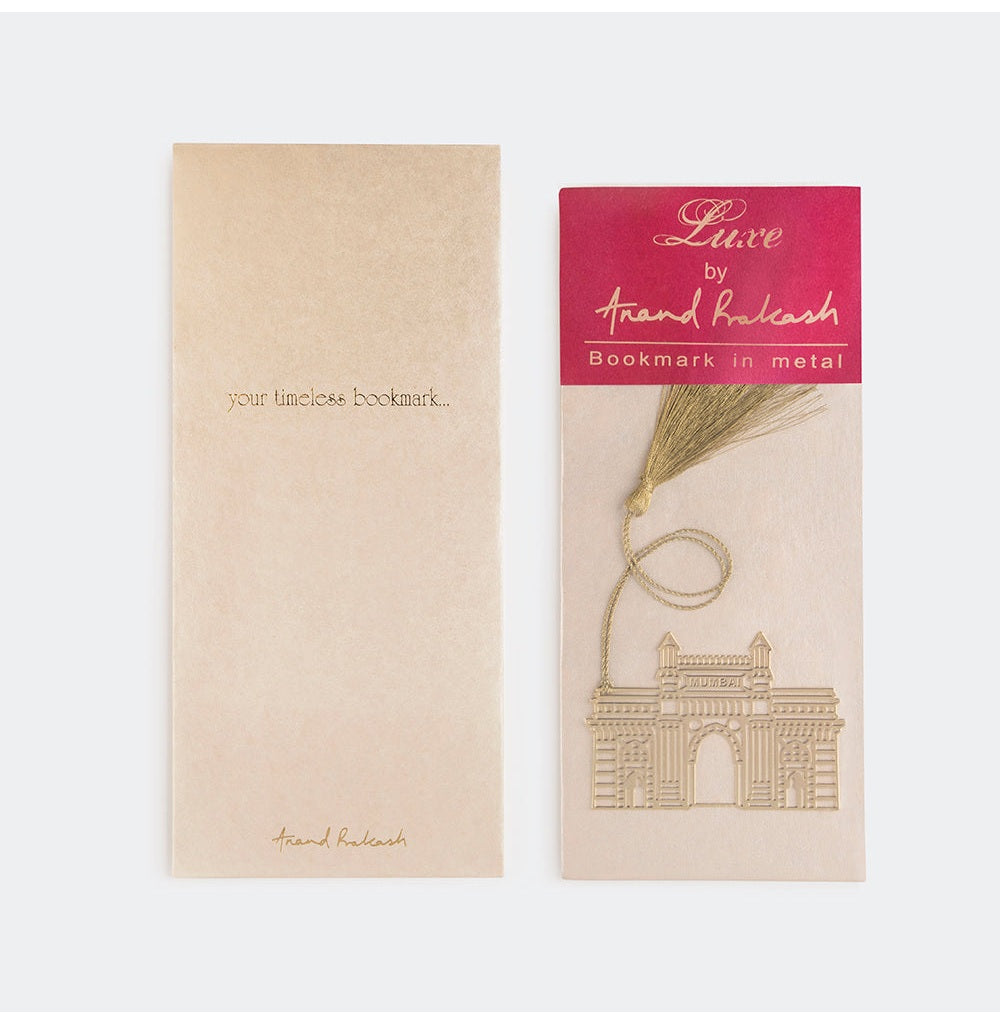 your timeless bookmark...
Anand Prakash
Luxe
by
Anand Prakash
Bookmark in metal
MUMBAI